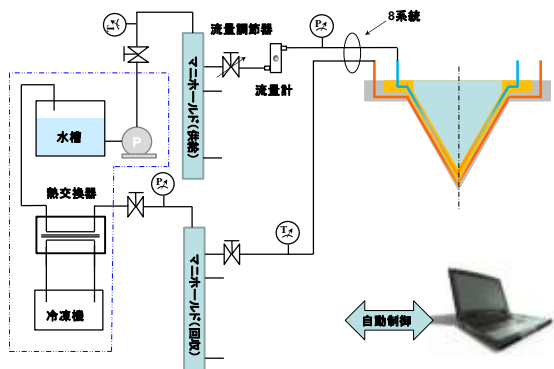 T
流量調節器
P
8系統
マニホールド(供給)
流量計
水槽
P
熱交換器
P
T
マニホールド(回収)
冷凍機
自動制御